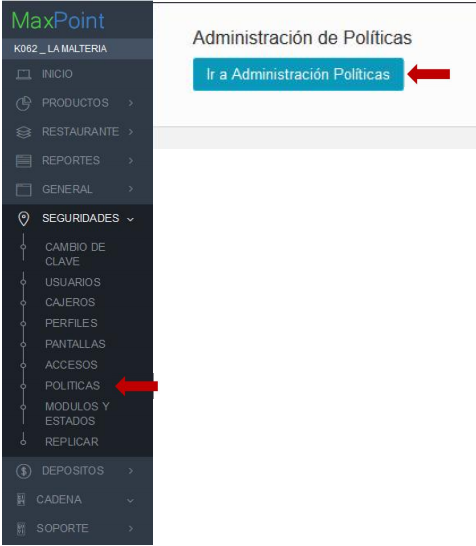 MaxPoint
K062 _ LA MALTERIA
INICIO
PRODUCTOS
RESTAURANTE
REPORTES
GENERAL
SEGURIDADES
CAMBIO DE
CLAVE
USUARIOS
CAJEROS
PERFILES
PANTALLAS
ACCESOS
POLITICAS
MODULOS Y
ESTADOS
REPLICAR
DEPOSITOS
CADENA
SOPORTE
Administración de Políticas
Ir a Administración Políticas